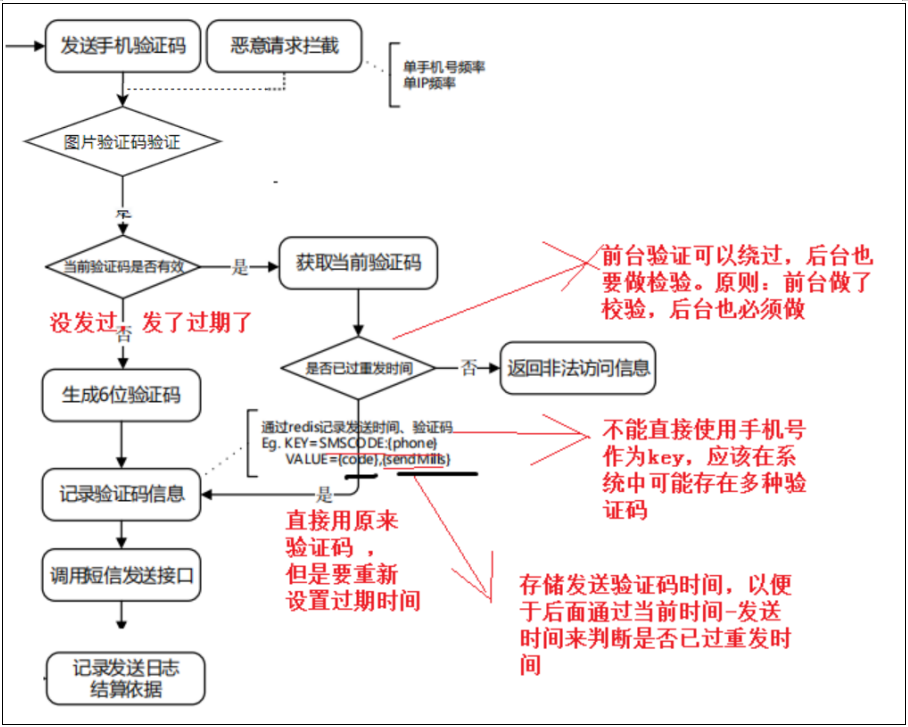 发送手机验证码
恶意请求拦截
单手机号频率
单IP频率
图片验证码验证
是
当前验证码是否有效
是
获取当前验证码
前台验证可以绕过，后台也
要做检验。原则：前台做了
校验，后台也必须做
没发过，发了过期了
否
是否已过重发时间
否
返回非法访问信息
生成6位验证码
通过redis记录发送时间、验证码
Eg. KEY=SMSCODE:{phone}
VALUE={code},{sendMills}
不能直接使用手机号
作为key，应该在系
统中可能存在多种验
证码
记录验证码信息
是
直接用原来
验证码 ，
但是要重新
设置过期时间
调用短信发送接口
存储发送验证码时间，以便
于后面通过当前时间-发送
时间来判断是否已过重发时
间
记录发送日志
结算依据